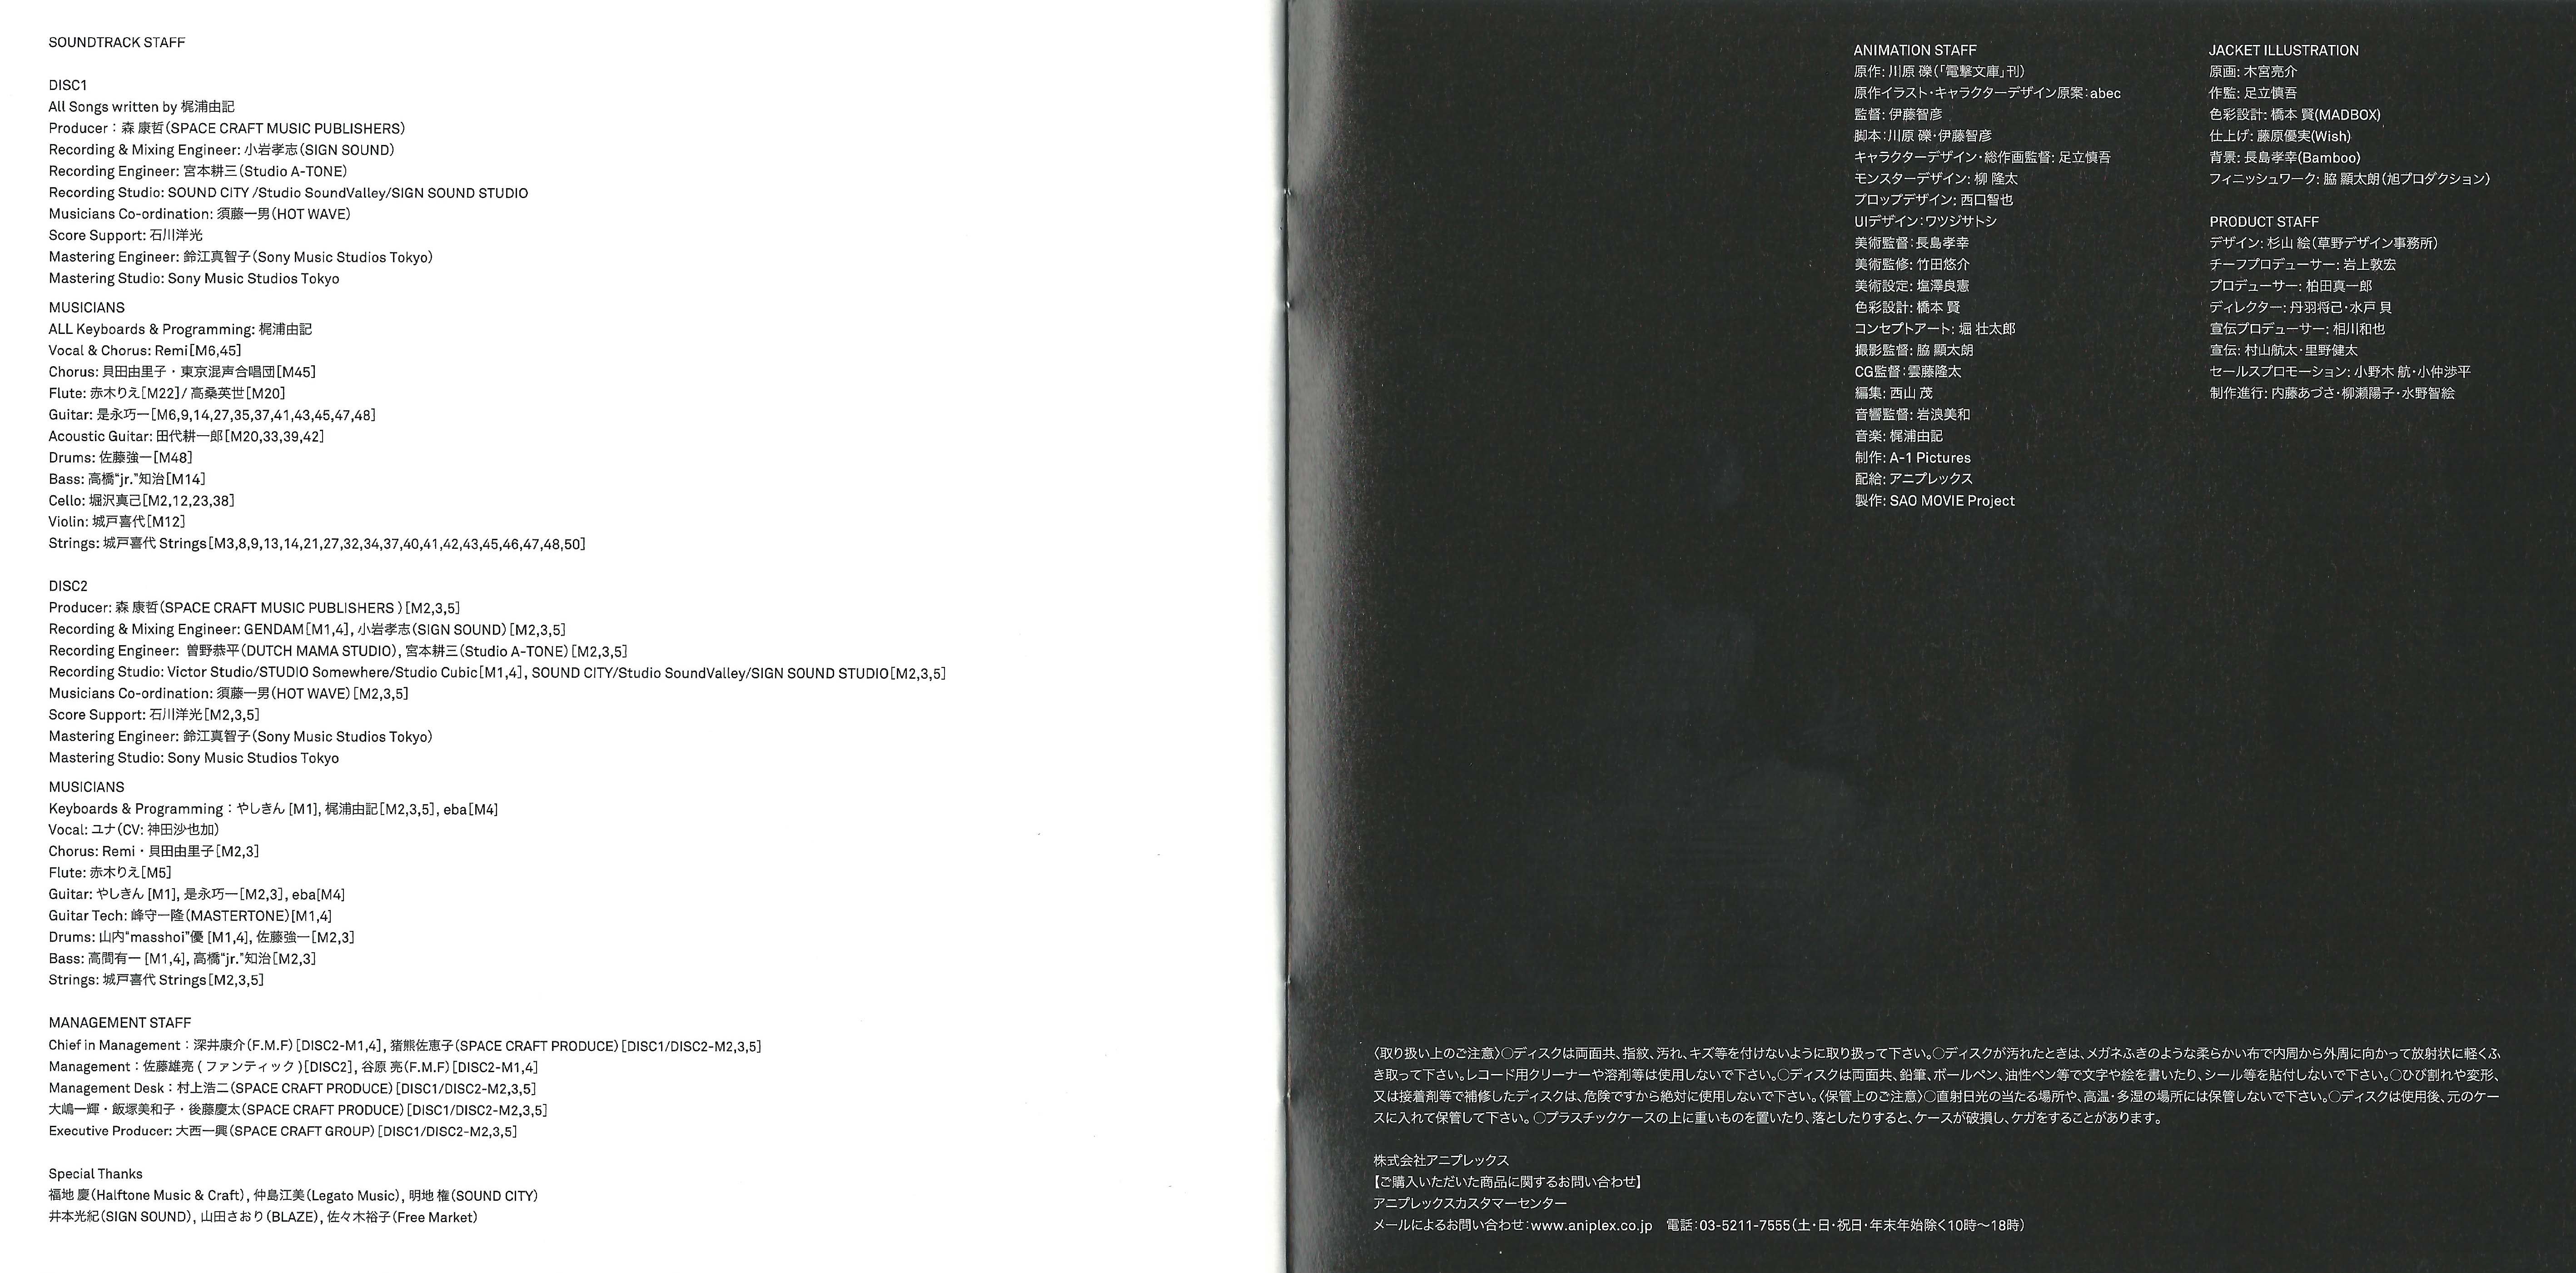 SOUNDTRACK STAFF
DISC1
All Songs written by 梶浦由記
Producer：森 康哲(SPACE CRAFT MUSIC PUBLISHERS)
Recording & Mixing Engineer: 小岩孝志(SIGN SOUND)
Recording Engineer: 宮本耕三(Studio A-TONE)
Recording Studio: SOUND CITY /Studio SoundValley/SIGN SOUND STUDIO
Musicians Co-ordination: 須藤一男(HOT WAVE)
Score Support: 石川洋光
Mastering Engineer: 鈴江真智子(Sony Music Studios Tokyo)
Mastering Studio: Sony Music Studios Tokyo
MUSICIANS
ALL Keyboards & Programming: 梶浦由記
Vocal & Chorus: Remi[M6,45]
Chorus: 貝田由里子・東京混声合唱団[M45]
Flute: 赤木りえ[M22]/ 高桑英世[M20]
Guitar: 是永巧一[M6,9,14,27,35,37,41,43,45,47,48]
Acoustic Guitar: 田代耕一郎[M20,33,39,42]
Drums: 佐藤強一[M48]
Bass: 高橋"jr."知治[M14]
Cello: 堀沢真己[M2,12,23,38]
Violin: 城戸喜代[M12]
Strings: 城戸喜代 Strings[M3,8,9,13,14,21,27,32,34,37,40,41,42,43,45,46,47,48,50]
DISC2
Producer: 森 康哲(SPACE CRAFT MUSIC PUBLISHERS )[M2,3,5]
Recording & Mixing Engineer: GENDAM[M1,4], 小岩孝志(SIGN SOUND)[M2,3,5]
Recording Engineer: 曽野恭平(DUTCH MAMA STUDIO), 宮本耕三(Studio A-TONE)[M2,3,5]
Recording Studio: Victor Studio/STUDIO Somewhere/Studio Cubic[M1,4], SOUND CITY/Studio SoundValley/SIGN SOUND STUDIO[M2,3,5]
Musicians Co-ordination: 須藤一男(HOT WAVE)[M2,3,5]
Score Support: 石川洋光[M2,3,5]
Mastering Engineer: 鈴江真智子(Sony Music Studios Tokyo)
Mastering Studio: Sony Music Studios Tokyo
MUSICIANS
Keyboards & Programming：やしきん [M1], 梶浦由記[M2,3,5], eba[M4]
Vocal: ユナ(CV: 神田沙也加)
Chorus: Remi・貝田由里子[M2,3]
Flute: 赤木りえ[M5]
Guitar: やしきん [M1], 是永巧一[M2,3], eba[M4]
Guitar Tech: 峰守一隆(MASTERTONE)[M1,4]
Drums: 山内"masshoi"優 [M1,4], 佐藤強一[M2,3]
Bass: 高間有一 [M1,4], 高橋"jr."知治[M2,3]
Strings: 城戸喜代 Strings[M2,3,5]
MANAGEMENT STAFF
Chief in Management：深井康介(F.M.F)[DISC2-M1,4], 猪熊佐恵子(SPACE CRAFT PRODUCE)[DISC1/DISC2-M2,3,5]
Management：佐藤雄亮 ( ファンティック )[DISC2], 谷原 亮(F.M.F)[DISC2-M1,4]
Management Desk：村上浩二(SPACE CRAFT PRODUCE)[DISC1/DISC2-M2,3,5]
大嶋一輝・飯塚美和子・後藤慶太(SPACE CRAFT PRODUCE)[DISC1/DISC2-M2,3,5]
Executive Producer: 大西一興(SPACE CRAFT GROUP)[DISC1/DISC2-M2,3,5]
Special Thanks
福地 慶(Halftone Music & Craft), 仲島江美(Legato Music), 明地 権(SOUND CITY)
井本光紀(SIGN SOUND), 山田さおり(BLAZE), 佐々木裕子(Free Market)
ANIMATION STAFF
原作: 川原 礫(「電撃文庫」刊)
原作イラスト・キャラクターデザイン原案:abec
監督: 伊藤智彦
脚本:川原 礫・伊藤智彦
キャラクターデザイン・総作画監督: 足立慎吾
モンスターデザイン: 柳 隆太
プロップデザイン: 西口智也
UIデザイン:ワツジサトシ
美術監督:長島孝幸
美術監修: 竹田悠介
美術設定: 塩澤良憲
色彩設計: 橋本 賢
コンセプトアート: 堀 壮太郎
撮影監督: 脇 顯太朗
CG監督:雲藤隆太
編集: 西山 茂
音響監督: 岩浪美和
音楽: 梶浦由記
制作: A-1 Pictures
配給: アニプレックス
製作: SAO MOVIE Project
JACKET ILLUSTRATION
原画: 木宮亮介
作監: 足立慎吾
色彩設計: 橋本 賢(MADBOX)
仕上げ: 藤原優実(Wish)
背景: 長島孝幸(Bamboo)
フィニッシュワーク: 脇 顯太朗(旭プロダクション)
PRODUCT STAFF
デザイン: 杉山 絵(草野デザイン事務所)
チーフプロデューサー: 岩上敦宏
プロデューサー: 柏田真一郎
ディレクター: 丹羽将己・水戸 貝
宣伝プロデューサー: 相川和也
宣伝: 村山航太・里野健太
セールスプロモーション: 小野木 航・小仲渉平
制作進行: 内藤あづさ・柳瀬陽子・水野智絵
〈取り扱い上のご注意〉○ディスクは両面共、指紋、汚れ、キズ等を付けないように取り扱って下さい。○ディスクが汚れたときは、メガネふきのような柔らかい布で内周から外周に向かって放射状に軽くふ
き取って下さい。レコード用クリーナーや溶剤等は使用しないで下さい。○ディスクは両面共、鉛筆、ボールペン、油性ペン等で文字や絵を書いたり、シール等を貼付しないで下さい。○ひび割れや変形、
又は接着剤等で補修したディスクは、危険ですから絶対に使用しないで下さい。〈保管上のご注意〉○直射日光の当たる場所や、高温・多湿の場所には保管しないで下さい。○ディスクは使用後、元のケー
スに入れて保管して下さい。 ○プラスチックケースの上に重いものを置いたり、落としたりすると、ケースが破損し、ケガをすることがあります。
株式会社アニプレックス
【ご購入いただいた商品に関するお問い合わせ】
アニプレックスカスタマーセンター
メールによるお問い合わせ:www.aniplex.co.jp 電話:03-5211-7555(土・日・祝日・年末年始除く10時〜18時)